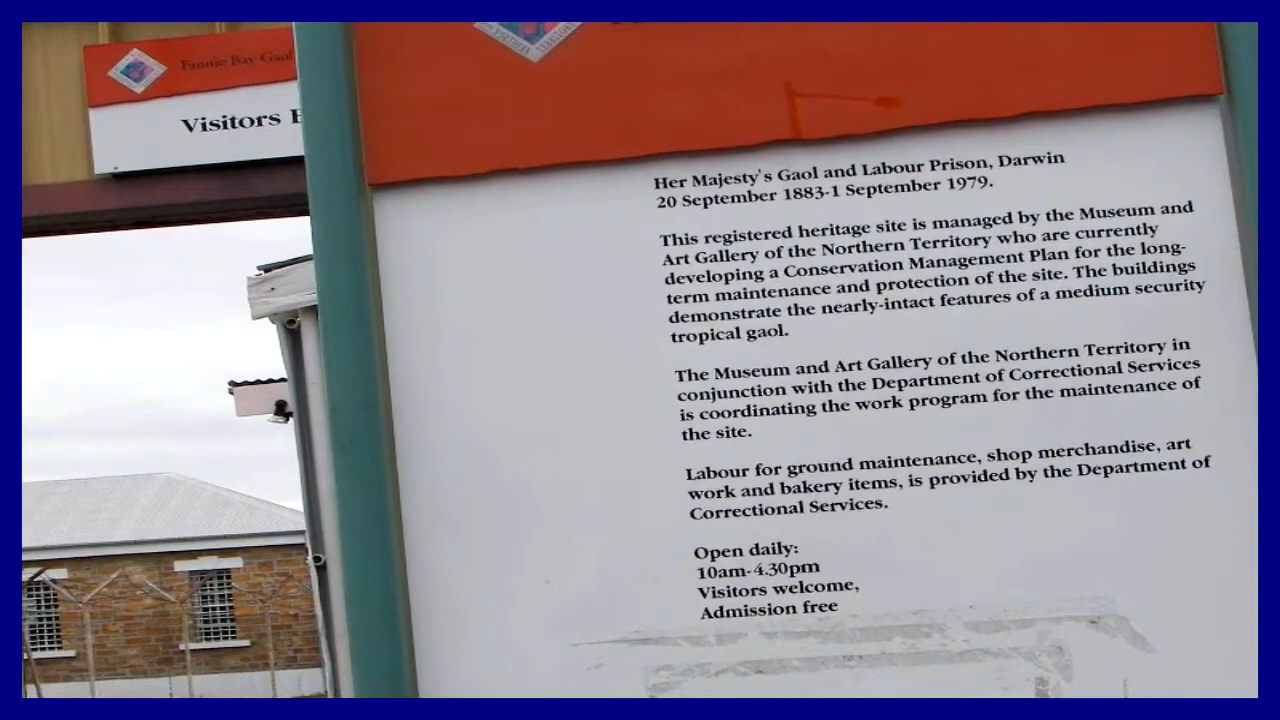 Fannie Bay Gaol
Visitors
Her Majesty's Gaol and Labour Prison, Darwin
20 September 1883-1 September 1979.
This registered heritage site is managed by the Museum and
Art Gallery of the Northern Territory who are currently
developing a Conservation Management Plan for the long-
term maintenance and protection of the site. The buildings
demonstrate the nearly-intact features of a medium security
tropical gaol.
The Museum and Art Gallery of the Northern Territory in
conjunction with the Department of Correctional Services
is coordinating the work program for the maintenance of
the site.
Labour for ground maintenance, shop merchandise, art
work and bakery items, is provided by the Department of
Correctional Services.
Open daily:
10am-4.30pm
Visitors welcome,
Admission free